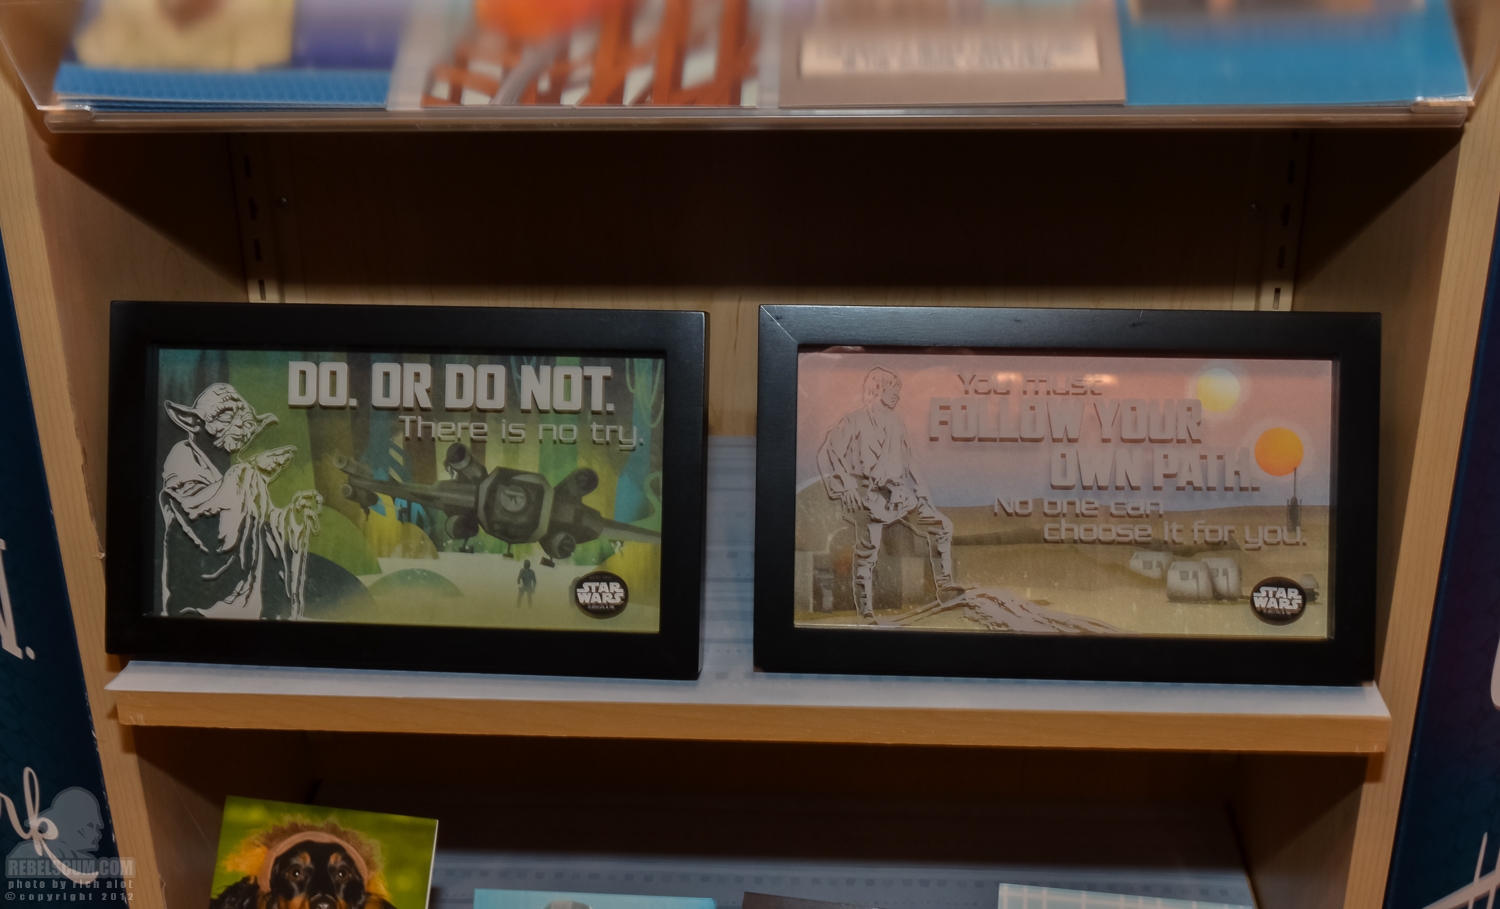 DO. OR DO NOT.
There is no try.
STAR
WARS
You must
FOLLOW YOUR
OWN PATH.
No one can
choose it for you.
STAR
WARS
REBELSCUM.COM
photo by rich alot
©copyright 2012